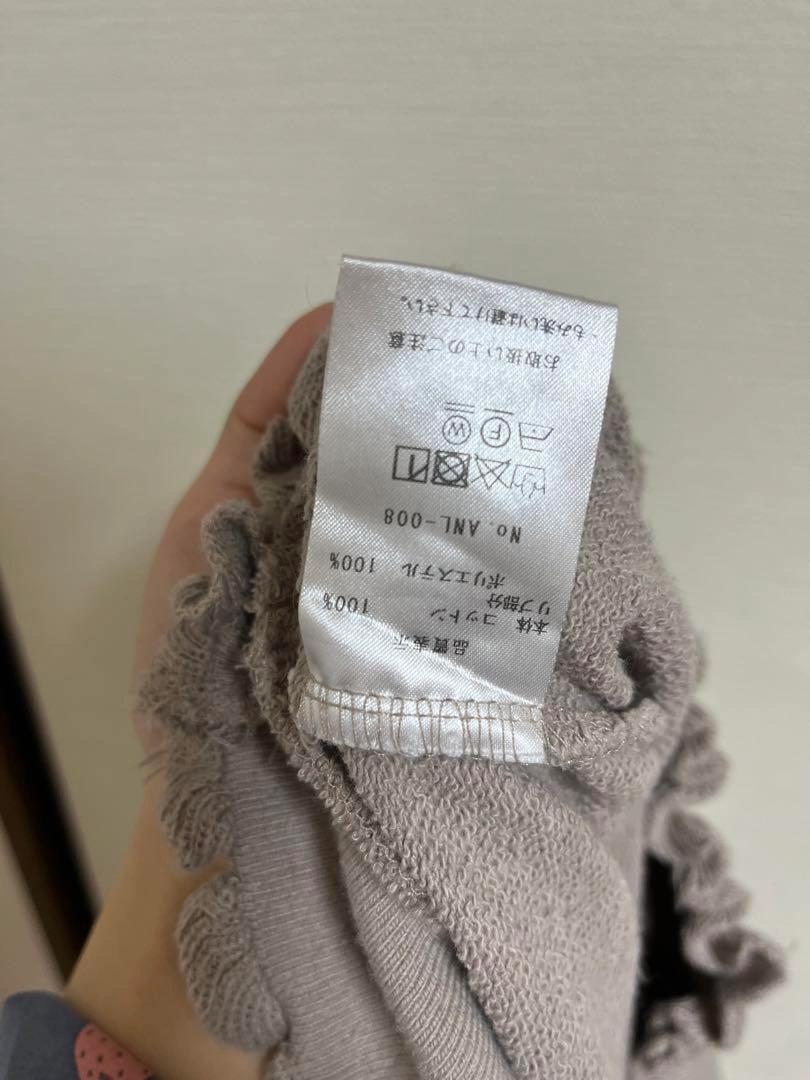 品質表示
本体 コットン 100%
リブ部分
ポリエステル 100%
No. ANL-008
F W
お取扱い上のご注意
・もみ洗いは避けて下さい。